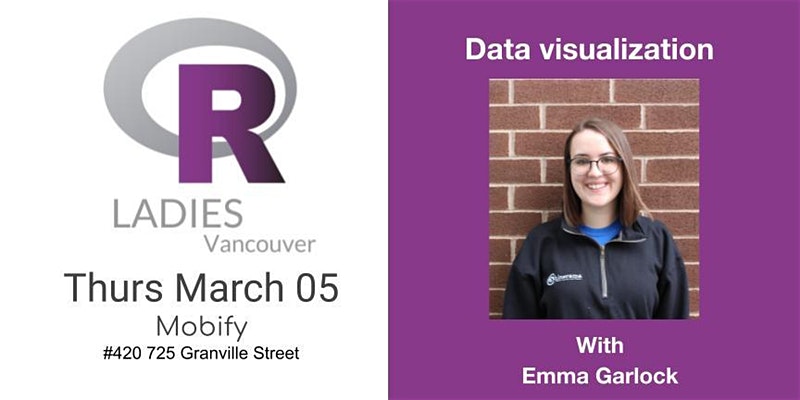 R
LADIES
Vancouver
Thurs March 05
Mobify
#420 725 Granville Street
Data visualization
With
Emma Garlock